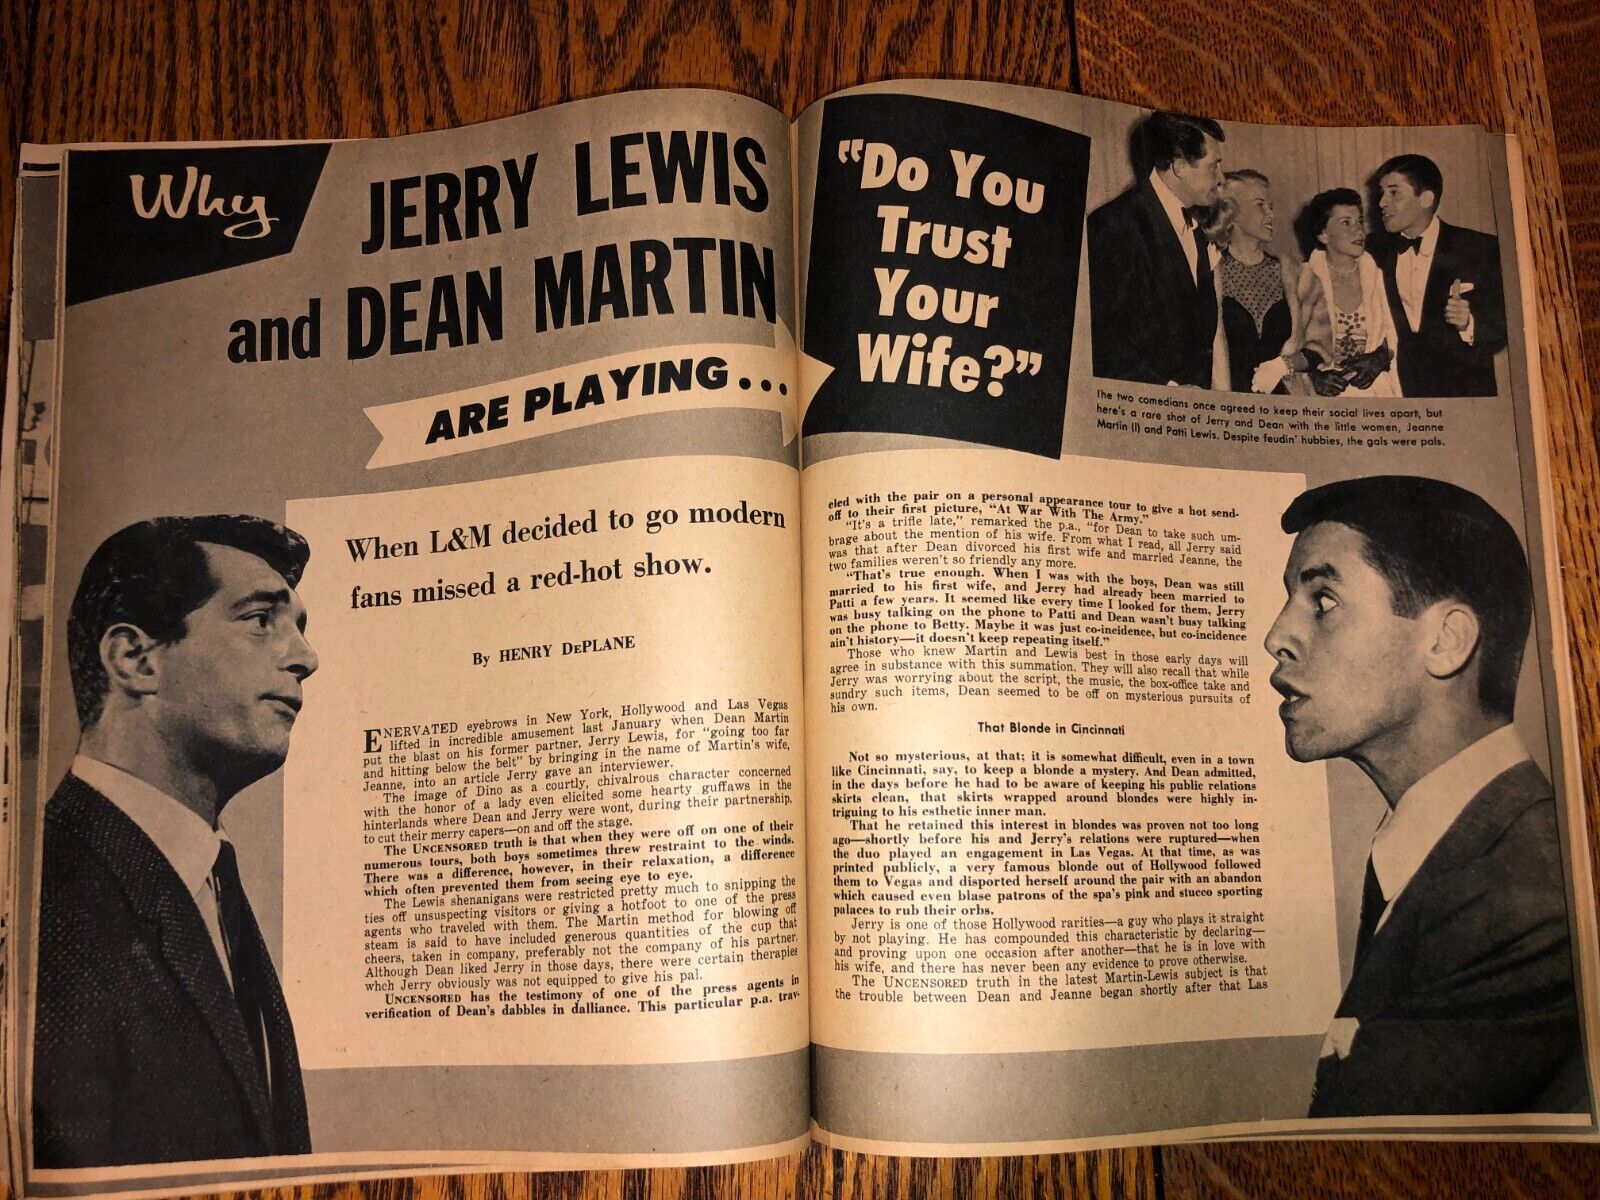 Why
JERRY LEWIS
and DEAN MARTIN
ARE PLAYING...
"Do You
Trust
Your
Wife?"
The two comedians once agreed to keep their social lives apart, but
here's a rare shot of Jerry and Dean with the little women, Jeanne
Martin (l) and Patti Lewis. Despite feudin' hubbies, the gals were pals.
When L&M decided to go modern
fans missed a red-hot show.
By HENRY DePLANE
ENERVATED eyebrows in New York, Hollywood and Las Vegas
lifted in incredible amusement last January when Dean Martin
put the blast on his former partner, Jerry Lewis, for "going too far
and hitting below the belt" by bringing in the name of Martin's wife,
Jeanne, into an article Jerry gave an interviewer.
The image of Dino as a courtly, chivalrous character concerned
with the honor of a lady even elicited some hearty guffaws in the
hinterlands where Dean and Jerry were wont, during their partnership,
to cut their merry capers—on and off the stage.
The UNCENSORED truth is that when they were off on one of their
numerous tours, both boys sometimes threw restraint to the winds.
There was a difference, however, in their relaxation, a difference
which often prevented them from seeing eye to eye.
The Lewis shenanigans were restricted pretty much to snipping the
ties off unsuspecting visitors or giving a hotfoot to one of the press
agents who traveled with them. The Martin method for blowing off
steam is said to have included generous quantities of the cup that
cheers, taken in company, preferably not the company of his partner.
Although Dean liked Jerry in those days, there were certain therapies
whch Jerry obviously was not equipped to give his pal.
UNCENSORED has the testimony of one of the press agents in
verification of Dean's dabbles in dalliance. This particular p.a. trav-
eled with the pair on a personal appearance tour to give a hot send-
off to their first picture, "At War With The Army."
"It's a trifle late," remarked the p.a., "for Dean to take such um-
brage about the mention of his wife. From what I read, all Jerry said
was that after Dean divorced his first wife and married Jeanne, the
two families weren't so friendly any more.
"That's true enough. When I was with the boys, Dean was still
married to his first wife, and Jerry had already been married to
Patti a few years. It seemed like every time I looked for them, Jerry
was busy talking on the phone to Patti and Dean wasn't busy talking
on the phone to Betty. Maybe it was just co-incidence, but co-incidence
ain't history—it doesn't keep repeating itself."
Those who knew Martin and Lewis best in those early days will
agree in substance with this summation. They will also recall that while
Jerry was worrying about the script, the music, the box-office take and
sundry such items, Dean seemed to be off on mysterious pursuits of
his own.
That Blonde in Cincinnati
Not so mysterious, at that; it is somewhat difficult, even in a town
like Cincinnati, say, to keep a blonde a mystery. And Dean admitted,
in the days before he had to be aware of keeping his public relations
skirts clean, that skirts wrapped around blondes were highly in-
triguing to his esthetic inner man.
That he retained this interest in blondes was proven not too long
ago—shortly before his and Jerry's relations were ruptured—when
the duo played an engagement in Las Vegas. At that time, as was
printed publicly, a very famous blonde out of Hollywood followed
them to Vegas and disported herself around the pair with an abandon
which caused even blase patrons of the spa's pink and stucco sporting
palaces to rub their orbs.
Jerry is one of those Hollywood rarities—a guy who plays it straight
by not playing. He has compounded this characteristic by declaring—
and proving upon one occasion after another—that he is in love with
his wife, and there has never been any evidence to prove otherwise.
The UNCENSORED truth in the latest Martin-Lewis subject is that
the trouble between Dean and Jeanne began shortly after that Las